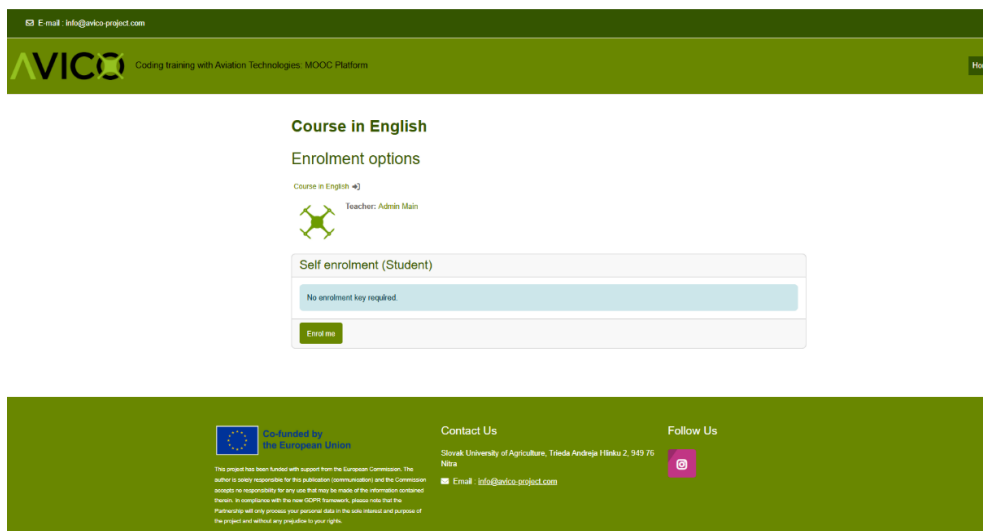 E-mail : info@avico-project.com
AVICO
Coding training with Aviation Technologies: MOOC Platform
Course in English
Enrolment options
Course in English
Teacher: Admin Main
Self enrolment (Student)
No enrolment key required.
Enrol me
Co-funded by
the European Union
This project has been funded with support from the European Commission. The
author is solely responsible for this publication (communication) and the Commission
accepts no responsibility for any use that may be made of the information contained
therein. In compliance with the new GDPR framework, please note that the
Partnership will only process your personal data in the sole interest and purpose of
the project and without any prejudice to your rights.
Contact Us
Slovak University of Agriculture, Trieda Andreja Hlinku 2, 949 76
Nitra
Email : info@avico-project.com
Follow Us